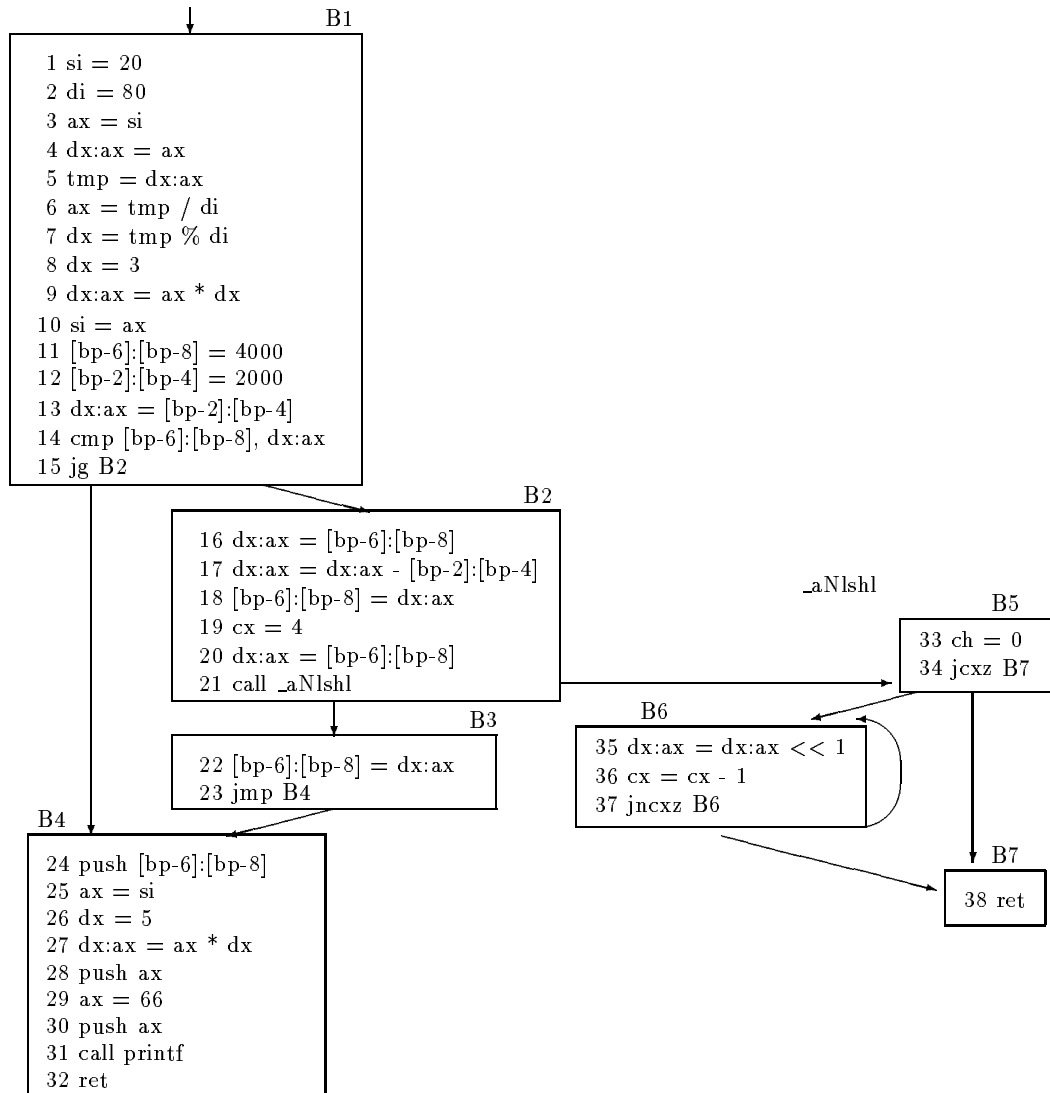 B1
1 si = 20
2 di = 80
3 ax = si
4 dx:ax = ax
5 tmp = dx:ax
6 ax = tmp / di
7 dx = tmp % di
8 dx = 3
9 dx:ax = ax * dx
10 si = ax
11 [bp-6]:[bp-8] = 4000
12 [bp-2]:[bp-4] = 2000
13 dx:ax = [bp-2]:[bp-4]
14 cmp [bp-6]:[bp-8], dx:ax
15 jg B2
B2
16 dx:ax = [bp-6]:[bp-8]
17 dx:ax = dx:ax - [bp-2]:[bp-4]
18 [bp-6]:[bp-8] = dx:ax
19 cx = 4
20 dx:ax = [bp-6]:[bp-8]
21 call _aNlshl
B3
22 [bp-6]:[bp-8] = dx:ax
23 jmp B4
B4
24 push [bp-6]:[bp-8]
25 ax = si
26 dx = 5
27 dx:ax = ax * dx
28 push ax
29 ax = 66
30 push ax
31 call printf
32 ret
_aNlshl
B5
33 ch = 0
34 jcxz B7
B6
35 dx:ax = dx:ax << 1
36 cx = cx - 1
37 jncxz B6
B7
38 ret